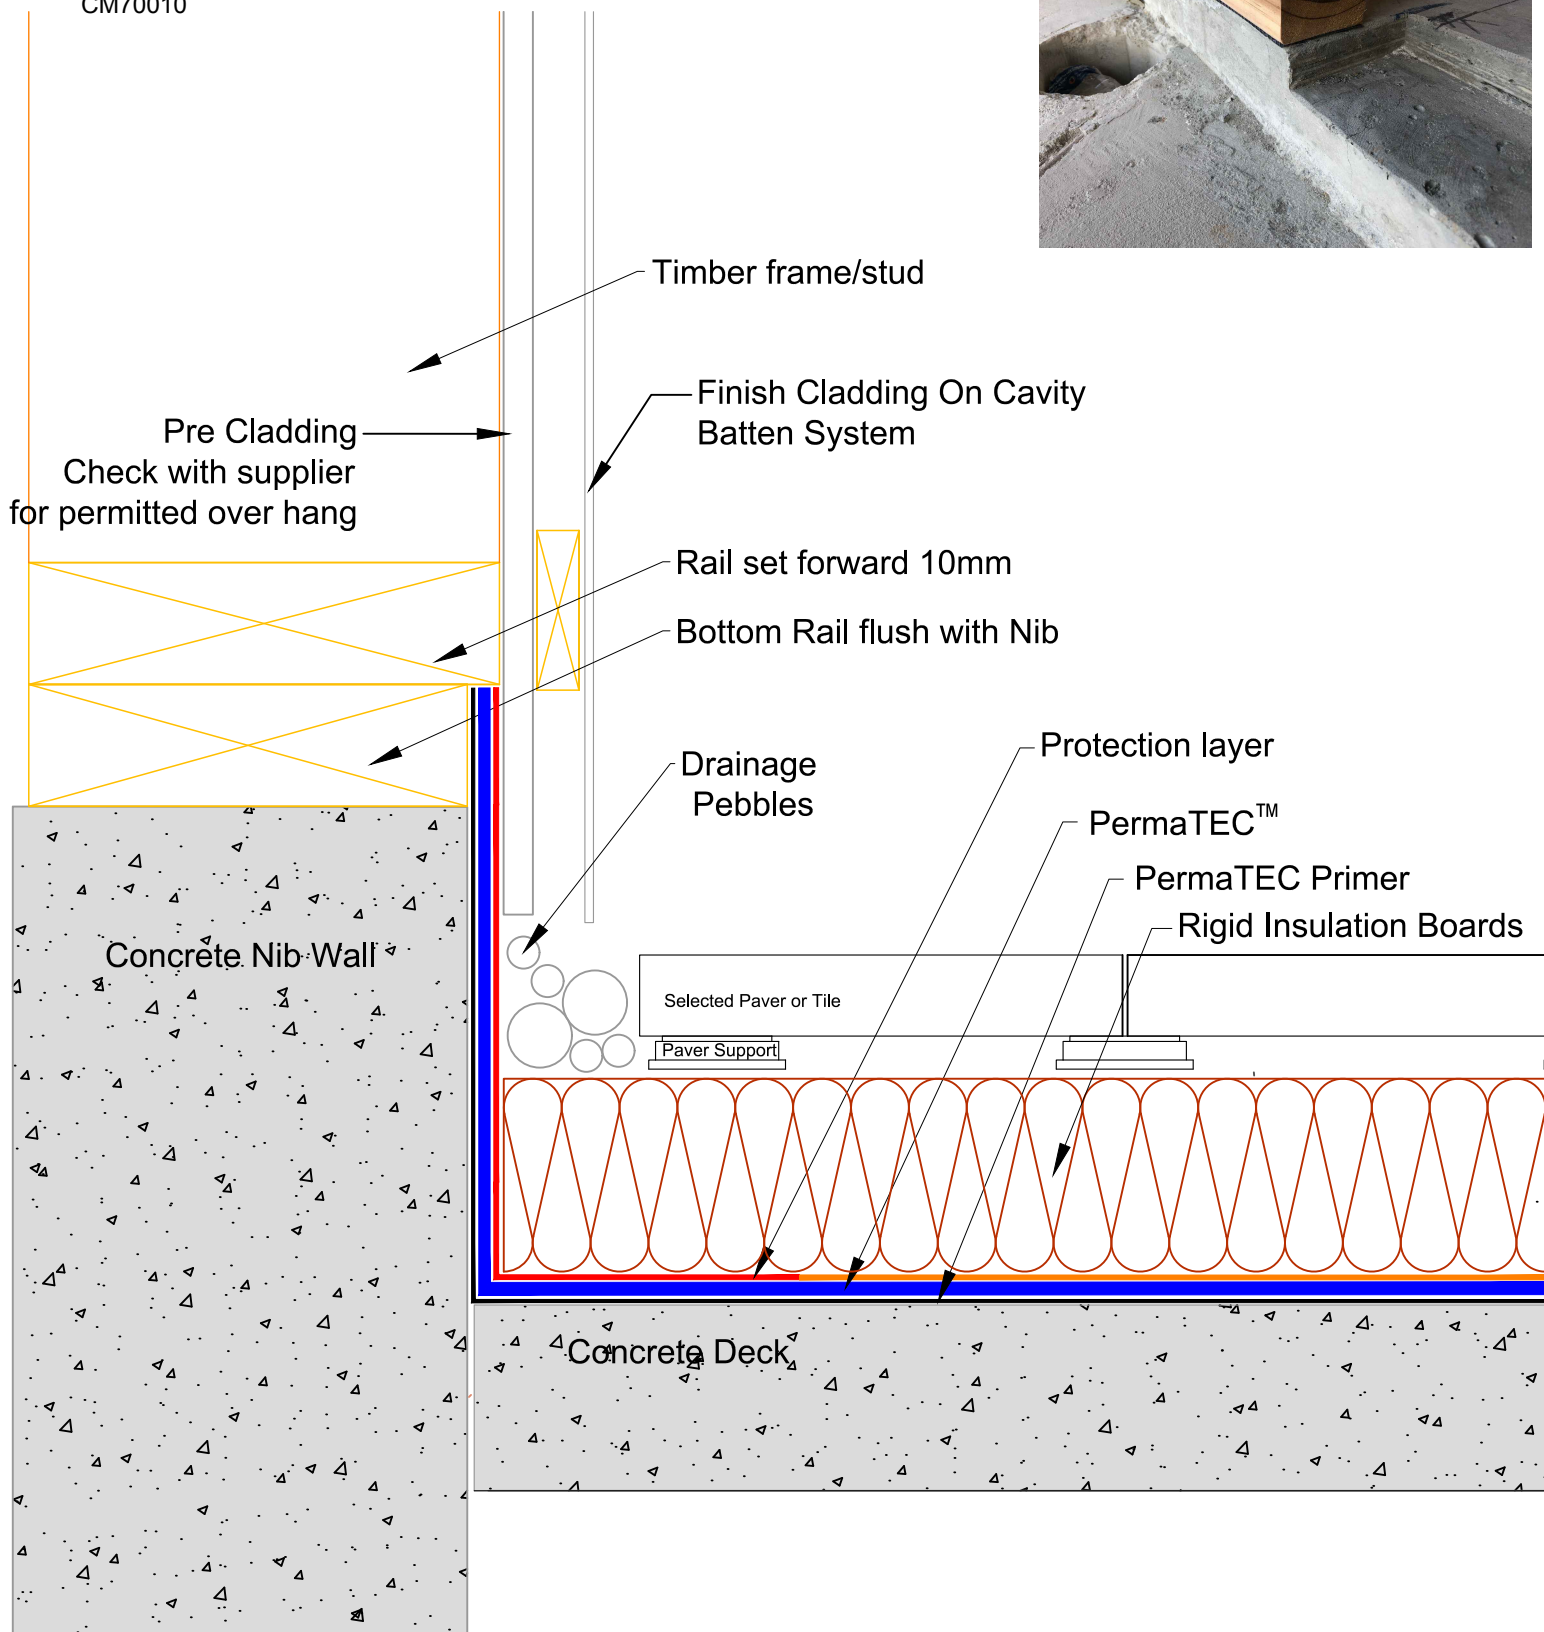 CM70010
Timber frame/stud
Finish Cladding On Cavity
Batten System
Pre Cladding
Check with supplier
for permitted over hang
Rail set forward 10mm
Bottom Rail flush with Nib
Drainage
Pebbles
Protection layer
PermaTEC™
PermaTEC Primer
Rigid Insulation Boards
Concrete Nib Wall
Selected Paver or Tile
Paver Support
Concrete Deck